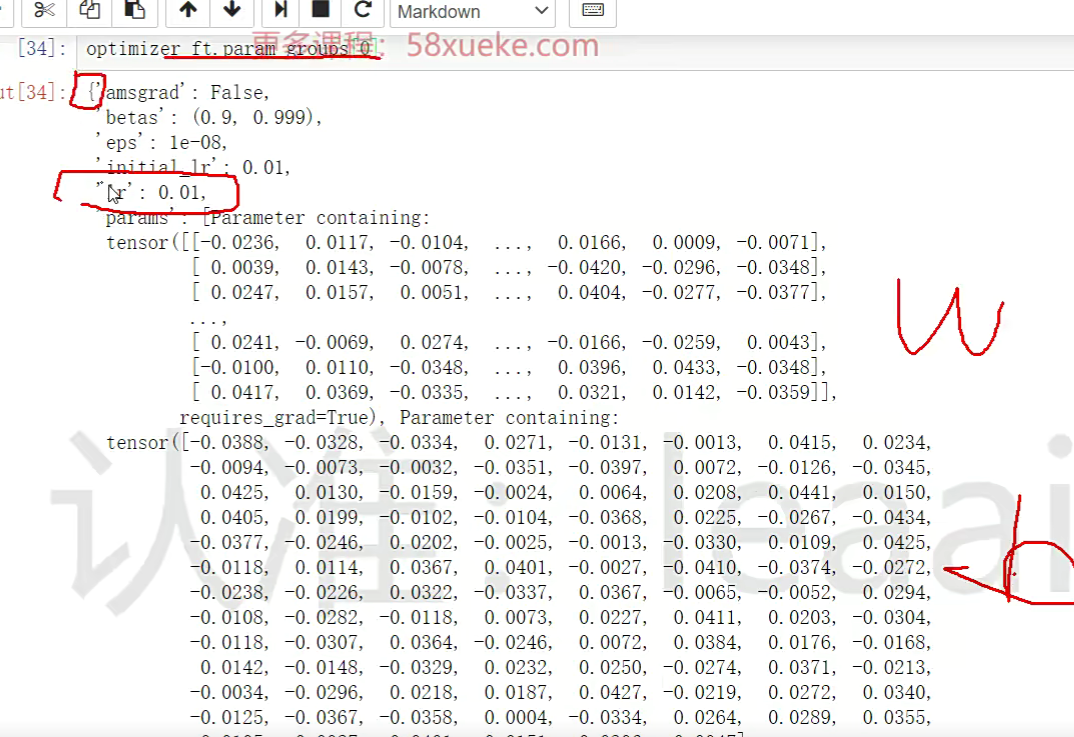 Markdown
更多课程：58xueke.com
[34]: optimizer_ft.param_groups[0]
ut[34]: {'amsgrad': False,
'betas': (0.9, 0.999),
'eps': 1e-08,
'initial_lr': 0.01,
'lr': 0.01,
'params': [Parameter containing:
tensor([[-0.0236, 0.0117, -0.0104, ..., 0.0166, 0.0009, -0.0071],
[ 0.0039, 0.0143, -0.0078, ..., -0.0420, -0.0296, -0.0348],
[ 0.0247, 0.0157, 0.0051, ..., 0.0404, -0.0277, -0.0377],
...,
[ 0.0241, -0.0069, 0.0274, ..., -0.0166, -0.0259, 0.0043],
[-0.0100, 0.0110, -0.0348, ..., 0.0396, 0.0433, -0.0348],
[ 0.0417, 0.0369, -0.0335, ..., 0.0321, 0.0142, -0.0359]],
W
requires_grad=True), Parameter containing:
tensor([-0.0388, -0.0328, -0.0334, 0.0271, -0.0131, -0.0013, 0.0415, 0.0234,
-0.0094, -0.0073, -0.0032, -0.0351, -0.0397, 0.0072, -0.0126, -0.0345,
0.0425, 0.0130, -0.0159, -0.0024, 0.0064, 0.0208, 0.0441, 0.0150,
0.0405, 0.0199, -0.0102, -0.0104, -0.0368, 0.0225, -0.0267, -0.0434,
-0.0377, -0.0246, 0.0202, -0.0025, -0.0013, -0.0330, 0.0109, 0.0425,
-0.0118, 0.0114, 0.0367, 0.0401, -0.0027, -0.0410, -0.0374, -0.0272,
b
-0.0238, -0.0226, 0.0322, -0.0337, 0.0367, -0.0065, -0.0052, 0.0294,
-0.0108, -0.0282, -0.0118, 0.0073, 0.0227, 0.0411, 0.0203, -0.0304,
-0.0118, -0.0307, 0.0364, -0.0246, 0.0072, 0.0384, 0.0176, -0.0168,
0.0142, -0.0148, -0.0329, 0.0232, 0.0250, -0.0274, 0.0371, -0.0213,
-0.0034, -0.0296, 0.0218, 0.0187, 0.0427, -0.0219, 0.0272, 0.0340,
-0.0125, -0.0367, -0.0358, 0.0004, -0.0334, 0.0264, 0.0289, 0.0355,
认准：leaai